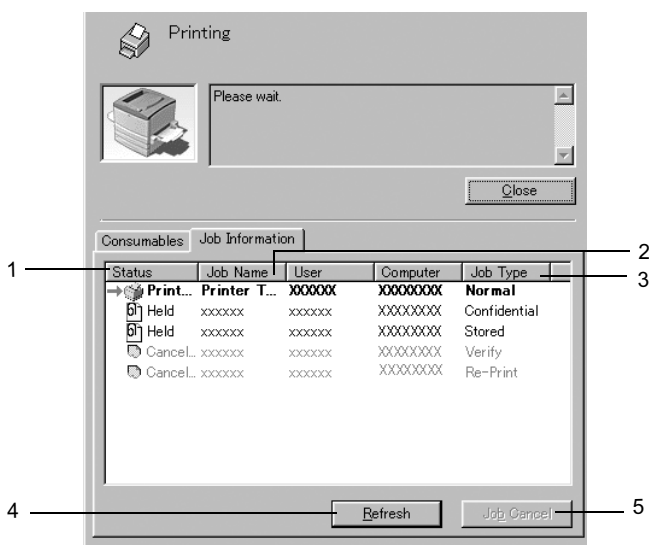 Printing
Please wait.
Close
Consumables Job Information
2
1
3
Status Job Name User Computer Job Type
Print... Printer T... XXXXXX XXXXXXXX Normal
Held xxxxxx xxxxxx XXXXXXXX Confidential
Held xxxxxx xxxxxx XXXXXXXX Stored
Cancel... xxxxxx xxxxxx XXXXXXXX Verify
Cancel... xxxxxx xxxxxx XXXXXXXX Re-Print
4 Refresh Job Cancel 5